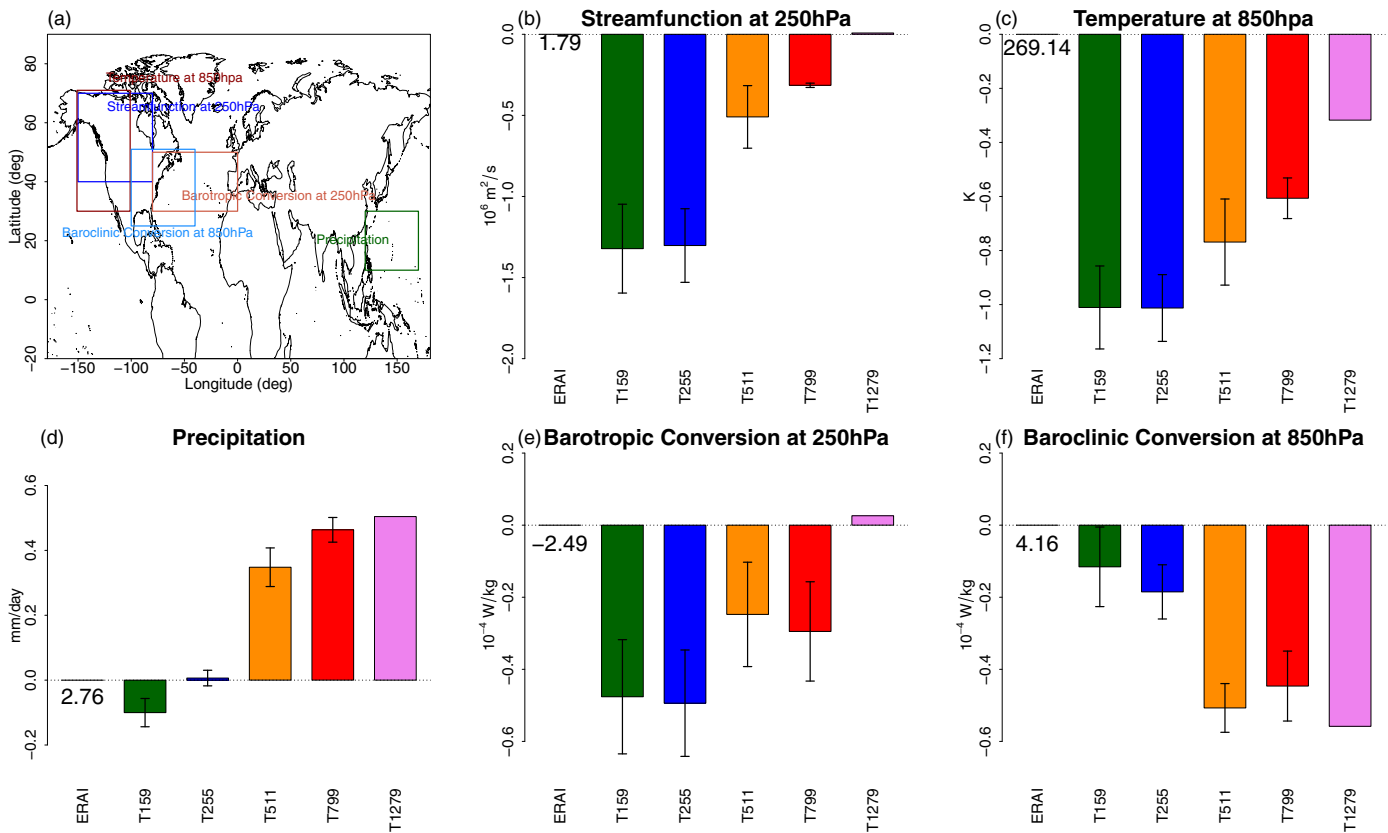 (a)
Temperature at 850hpa
Streamfunction at 250hPa
Barotropic Conversion at 250hPa
Baroclinic Conversion at 850hPa
Precipitation
Latitude (deg)
80
60
40
20
0
−20
−150 −100 −50 0 50 100 150
Longitude (deg)
(b) Streamfunction at 250hPa
10⁶ m²/s
0.0
−0.5
−1.0
−1.5
−2.0
1.79
ERAI T159 T255 T511 T799 T1279
(c) Temperature at 850hpa
K
0.0
−0.2
−0.4
−0.6
−0.8
−1.0
−1.2
269.14
ERAI T159 T255 T511 T799 T1279
(d) Precipitation
mm/day
0.6
0.4
0.2
0.0
−0.2
2.76
ERAI T159 T255 T511 T799 T1279
(e) Barotropic Conversion at 250hPa
10⁻⁴ W/kg
0.2
0.0
−0.2
−0.4
−0.6
−2.49
ERAI T159 T255 T511 T799 T1279
(f) Baroclinic Conversion at 850hPa
10⁻⁴ W/kg
0.2
0.0
−0.2
−0.4
−0.6
4.16
ERAI T159 T255 T511 T799 T1279